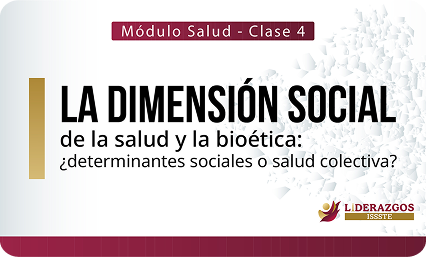 Módulo Salud - Clase 4
LA DIMENSIÓN SOCIAL
de la salud y la bioética:
¿determinantes sociales o salud colectiva?
LIDERAZGOS
ISSSTE